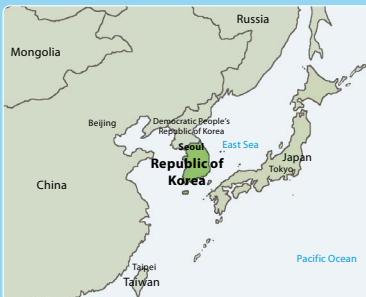 Russia
Mongolia
Democratic People's
Republic of Korea
Beijing
East Sea
Seoul
Republic of
Korea
Japan
Tokyo
China
Pacific Ocean
Taipei
Taiwan